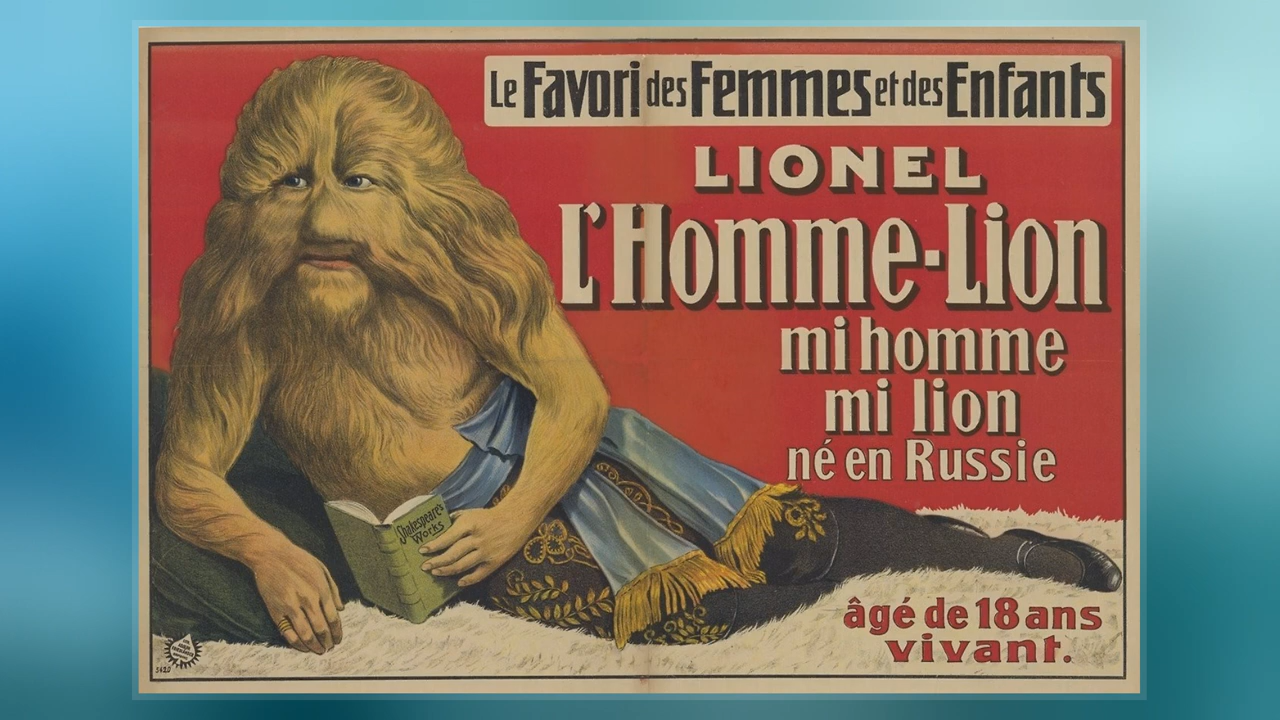 Le Favori des Femmes et des Enfants
LIONEL
L'Homme-Lion
mi homme
mi lion
né en Russie
Shakespeare's
Works
âgé de 18 ans
vivant.
5420